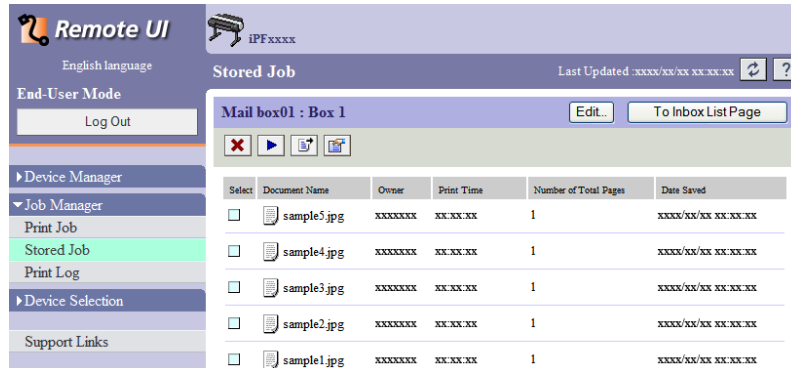 Remote UI
English language
End-User Mode
Log Out
Device Manager
Job Manager
Print Job
Stored Job
Print Log
Device Selection
Support Links
iPFxxxx
Stored Job Last Updated :xxxx/xx/xx xx:xx:xx ?
Mail box01 : Box 1 Edit... To Inbox List Page
Select Document Name Owner Print Time Number of Total Pages Date Saved
sample5.jpg xxxxxxx xx:xx:xx 1 xxxx/xx/xx xx:xx:xx
sample4.jpg xxxxxxx xx:xx:xx 1 xxxx/xx/xx xx:xx:xx
sample3.jpg xxxxxxx xx:xx:xx 1 xxxx/xx/xx xx:xx:xx
sample2.jpg xxxxxxx xx:xx:xx 1 xxxx/xx/xx xx:xx:xx
sample1.jpg xxxxxxx xx:xx:xx 1 xxxx/xx/xx xx:xx:xx